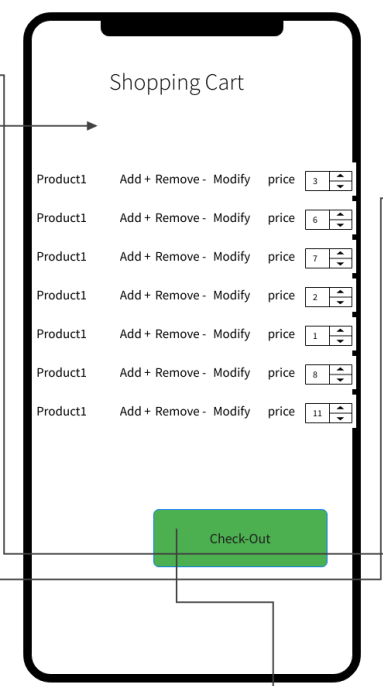 Shopping Cart
Product1 Add + Remove - Modify price 3
Product1 Add + Remove - Modify price 6
Product1 Add + Remove - Modify price 7
Product1 Add + Remove - Modify price 2
Product1 Add + Remove - Modify price 1
Product1 Add + Remove - Modify price 8
Product1 Add + Remove - Modify price 11
Check-Out